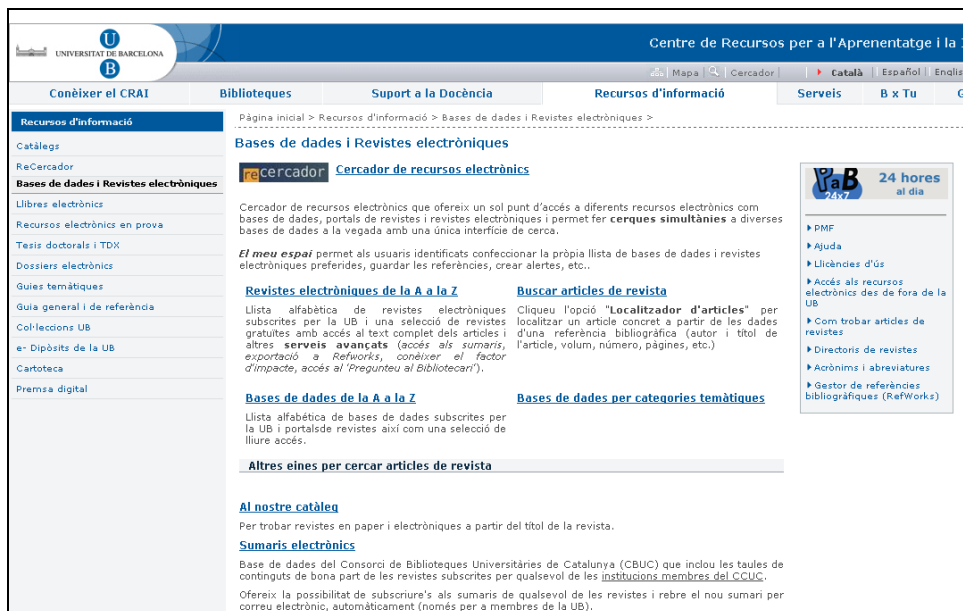 UNIVERSITAT DE BARCELONA
U
B
Centre de Recursos per a l'Aprenentatge i la
Mapa | Cercador | Català | Español | Englis
Conèixer el CRAI Biblioteques Suport a la Docència Recursos d'informació Serveis B x Tu
Recursos d'informació
Catàlegs
ReCercador
Bases de dades i Revistes electròniques
Llibres electrònics
Recursos electrònics en prova
Tesis doctorals i TDX
Dossiers electrònics
Guies temàtiques
Guia general i de referència
Col·leccions UB
e- Dipòsits de la UB
Cartoteca
Premsa digital
Pàgina inicial > Recursos d'informació > Bases de dades i Revistes electròniques >
Bases de dades i Revistes electròniques
recercador Cercador de recursos electrònics
Cercador de recursos electrònics que ofereix un sol punt d'accés a diferents recursos electrònics com
bases de dades, portals de revistes i revistes electròniques i permet fer cerques simultànies a diverses
bases de dades a la vegada amb una única interfície de cerca.
El meu espai permet als usuaris identificats confeccionar la pròpia llista de bases de dades i revistes
electròniques preferides, guardar les referències, crear alertes, etc..
Revistes electròniques de la A a la Z
Llista alfabètica de revistes electròniques
subscrites per la UB i una selecció de revistes
gratuïtes amb accés al text complet dels articles i
altres serveis avançats (accés als sumaris,
exportació a Refworks, conèixer el factor
d'impacte, accés al 'Pregunteu al Bibliotecari').
Buscar articles de revista
Cliqueu l'opció "Localitzador d'articles" per
localitzar un article concret a partir de les dades
d'una referència bibliogràfica (autor i títol de
l'article, volum, número, pàgines, etc.)
Bases de dades de la A a la Z
Llista alfabética de bases de dades subscrites per
la UB i portalsde revistes així com una selecció de
lliure accés.
Bases de dades per categories temàtiques
Altres eines per cercar articles de revista
Al nostre catàleg
Per trobar revistes en paper i electròniques a partir del títol de la revista.
Sumaris electrònics
Base de dades del Consorci de Biblioteques Universitàries de Catalunya (CBUC) que inclou les taules de
continguts de bona part de les revistes subscrites per qualsevol de les institucions membres del CCUC.
Ofereix la possibilitat de subscriure's als sumaris de qualsevol de les revistes i rebre el nou sumari per
correu electrònic, automàticament (només per a membres de la UB).
PaB
24x7
24 hores
al dia
PMF
Ajuda
Llicències d'ús
Accés als recursos
electrònics des de fora de la
UB
Com trobar articles de
revistes
Directoris de revistes
Acrònims i abreviatures
Gestor de referències
bibliogràfiques (RefWorks)